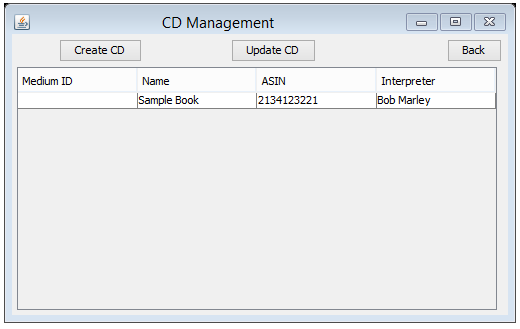 CD Management
Create CD Update CD Back
Medium ID Name ASIN Interpreter
Sample Book 2134123221 Bob Marley